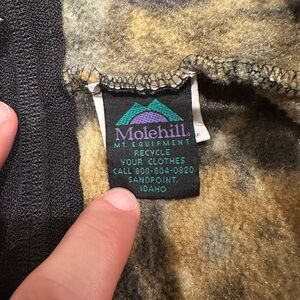 Molehill®
MT. EQUIPMENT
RECYCLE
YOUR CLOTHES
CALL 800-804-0820
SANDPOINT,
IDAHO